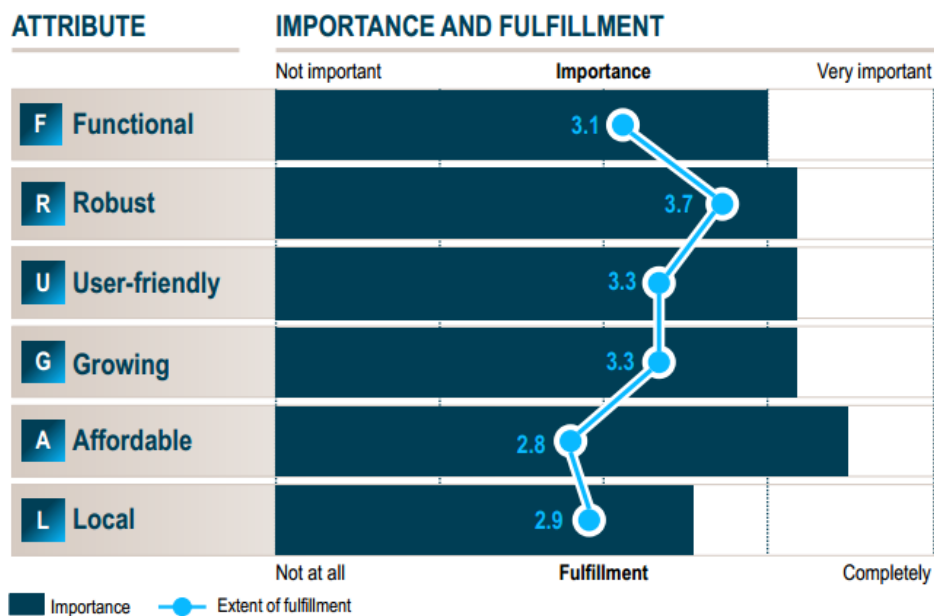 ATTRIBUTE
IMPORTANCE AND FULFILLMENT
Not important Importance Very important
F Functional 3.1
R Robust 3.7
U User-friendly 3.3
G Growing 3.3
A Affordable 2.8
L Local 2.9
Not at all Fulfillment Completely
Importance Extent of fulfillment